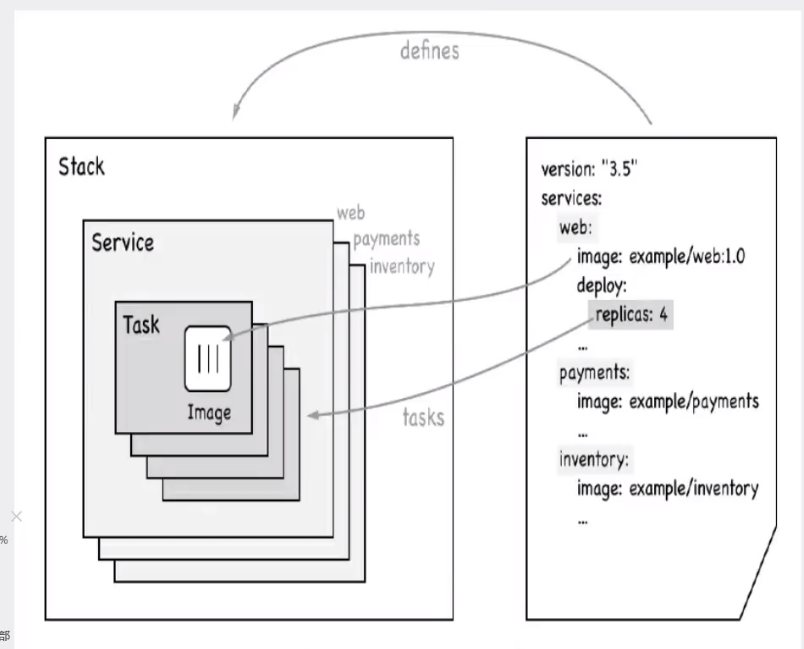 defines
Stack
web
payments
inventory
Service
Task
Image
tasks
version: "3.5"
services:
web:
image: example/web:1.0
deploy:
replicas: 4
...
payments:
image: example/payments
...
inventory:
image: example/inventory
...
%
部